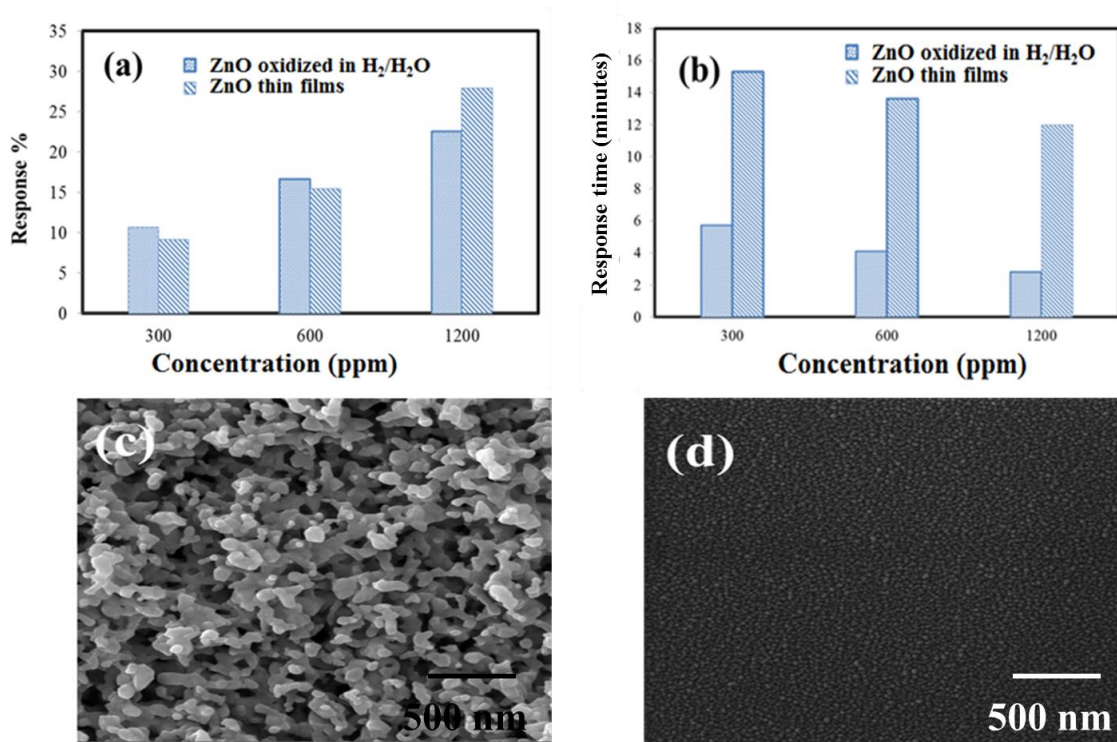 35
30
25
20
15
10
5
0
Response %
(a)
ZnO oxidized in H₂/H₂O
ZnO thin films
300 600 1200
Concentration (ppm)
18
16
14
12
10
8
6
4
2
0
Response time (minutes)
(b)
ZnO oxidized in H₂/H₂O
ZnO thin films
300 600 1200
Concentration (ppm)
(c)
500 nm
(d)
500 nm